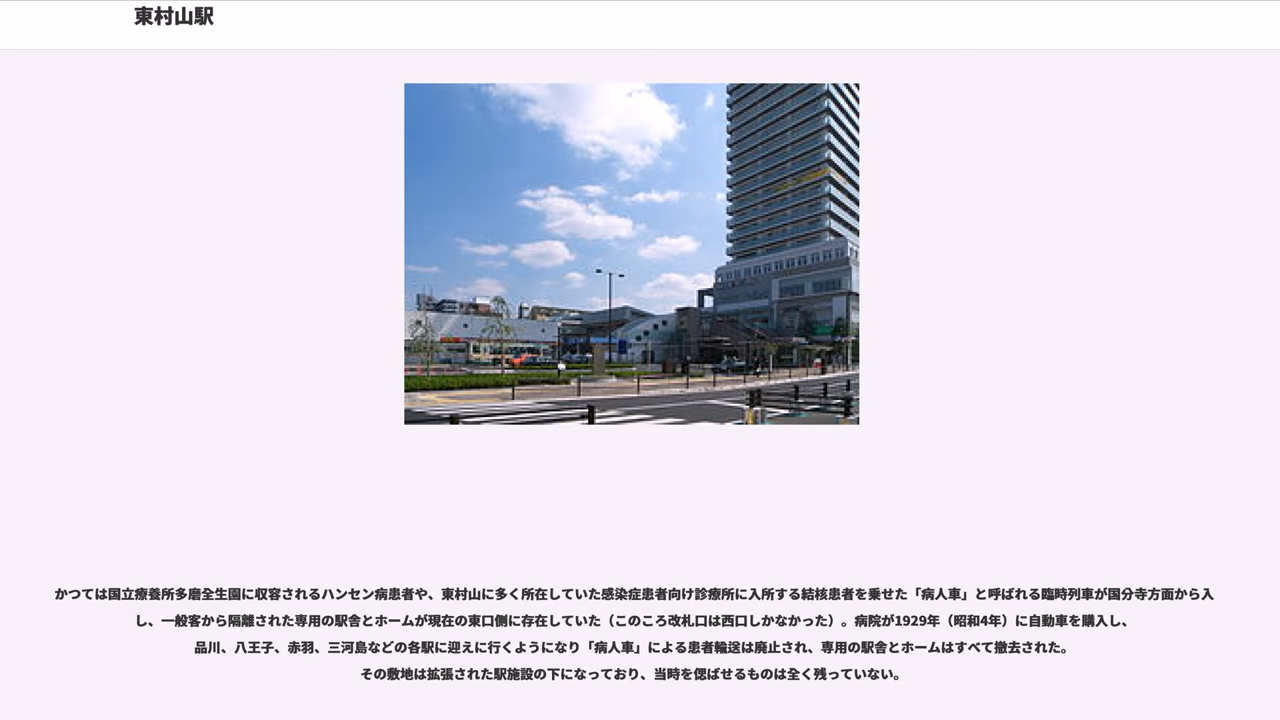 東村山駅
かつては国立療養所多磨全生園に収容されるハンセン病患者や、東村山に多く所在していた感染症患者向け診療所に入所する結核患者を乗せた「病人車」と呼ばれる臨時列車が国分寺方面から入
し、一般客から隔離された専用の駅舎とホームが現在の東口側に存在していた（このころ改札口は西口しかなかった）。病院が1929年（昭和4年）に自動車を購入し、
品川、八王子、赤羽、三河島などの各駅に迎えに行くようになり「病人車」による患者輸送は廃止され、専用の駅舎とホームはすべて撤去された。
その敷地は拡張された駅施設の下になっており、当時を偲ばせるものは全く残っていない。